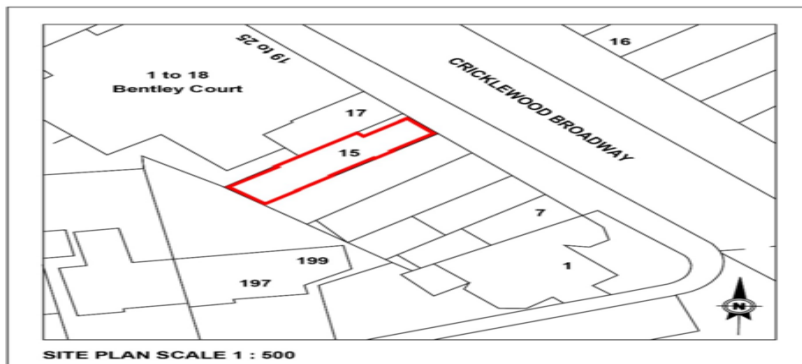 19 to 25
16
1 to 18
Bentley Court
CRICKLEWOOD BROADWAY
17
15
7
199
1
197
N
SITE PLAN SCALE 1 : 500